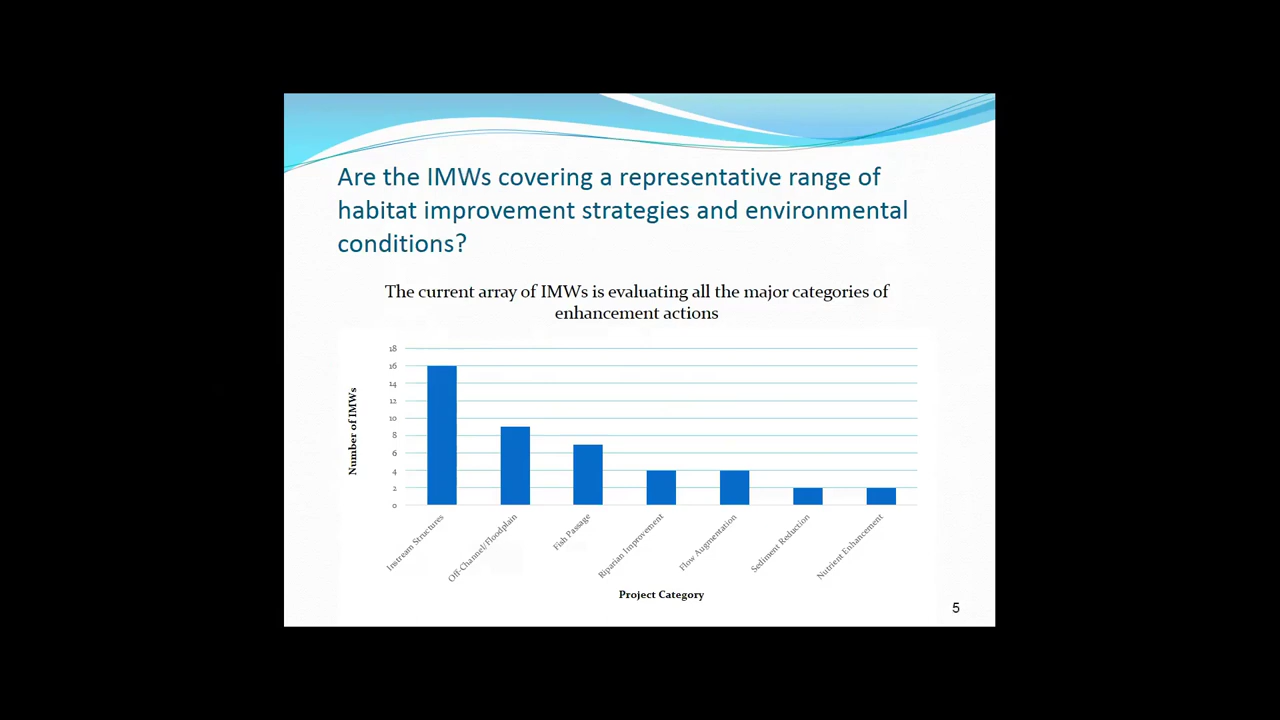 Are the IMWs covering a representative range of
habitat improvement strategies and environmental
conditions?
The current array of IMWs is evaluating all the major categories of
enhancement actions
18
16
14
12
10
8
6
4
2
0
Number of IMWs
Instream Structures
Off-Channel/Floodplain
Fish Passage
Riparian Improvement
Flow Augmentation
Sediment Reduction
Nutrient Enhancement
Project Category
5